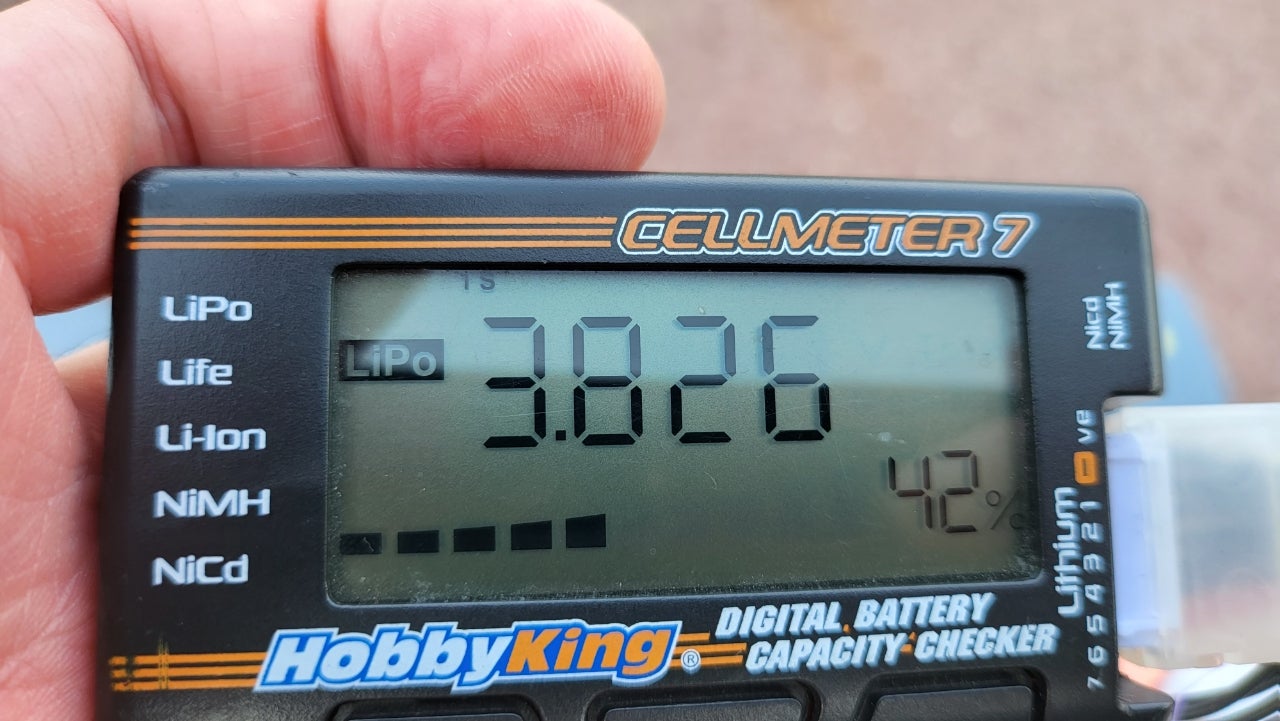 CELLMETER 7
LiPo
Life
Li-Ion
NiMH
NiCd
1S
LiPo
3.826
42%
Nicd
NiMH
Lithium
7 6 5 4 3 2 1 - ve
HobbyKing®
DIGITAL BATTERY
CAPACITY CHECKER